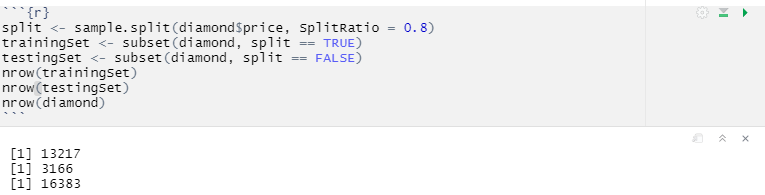 ```{r}
split <- sample.split(diamond$price, SplitRatio = 0.8)
trainingSet <- subset(diamond, split == TRUE)
testingSet <- subset(diamond, split == FALSE)
nrow(trainingSet)
nrow(testingSet)
nrow(diamond)
```
[1] 13217
[1] 3166
[1] 16383